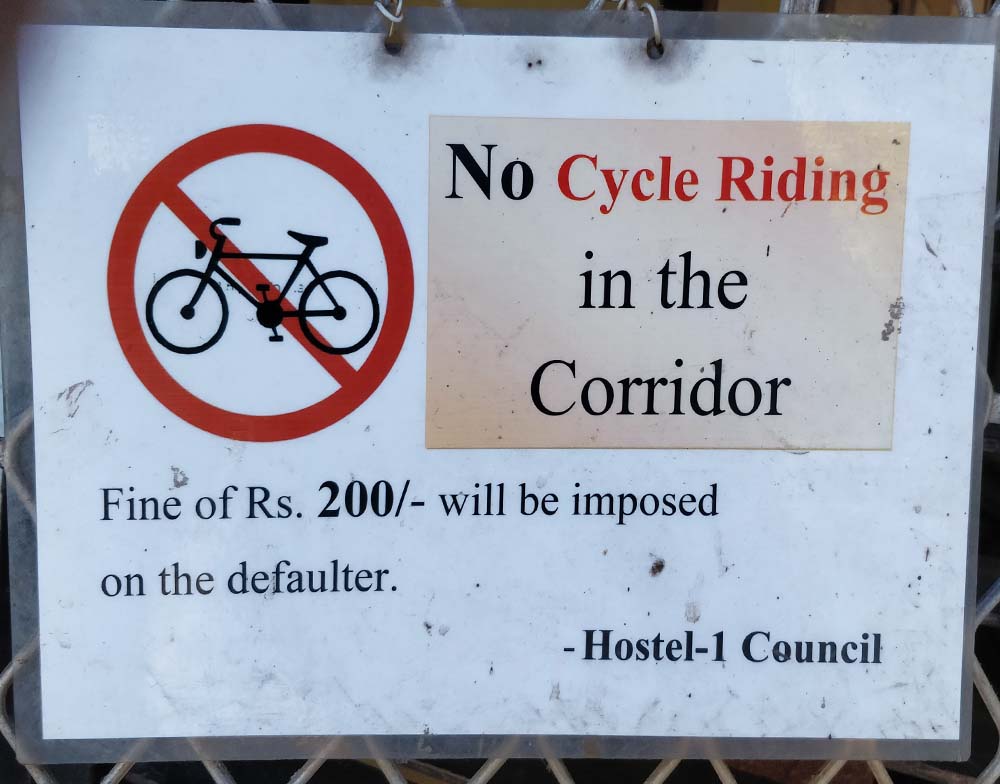 No Cycle Riding
in the
Corridor
Fine of Rs. 200/- will be imposed
on the defaulter.
-Hostel-1 Council